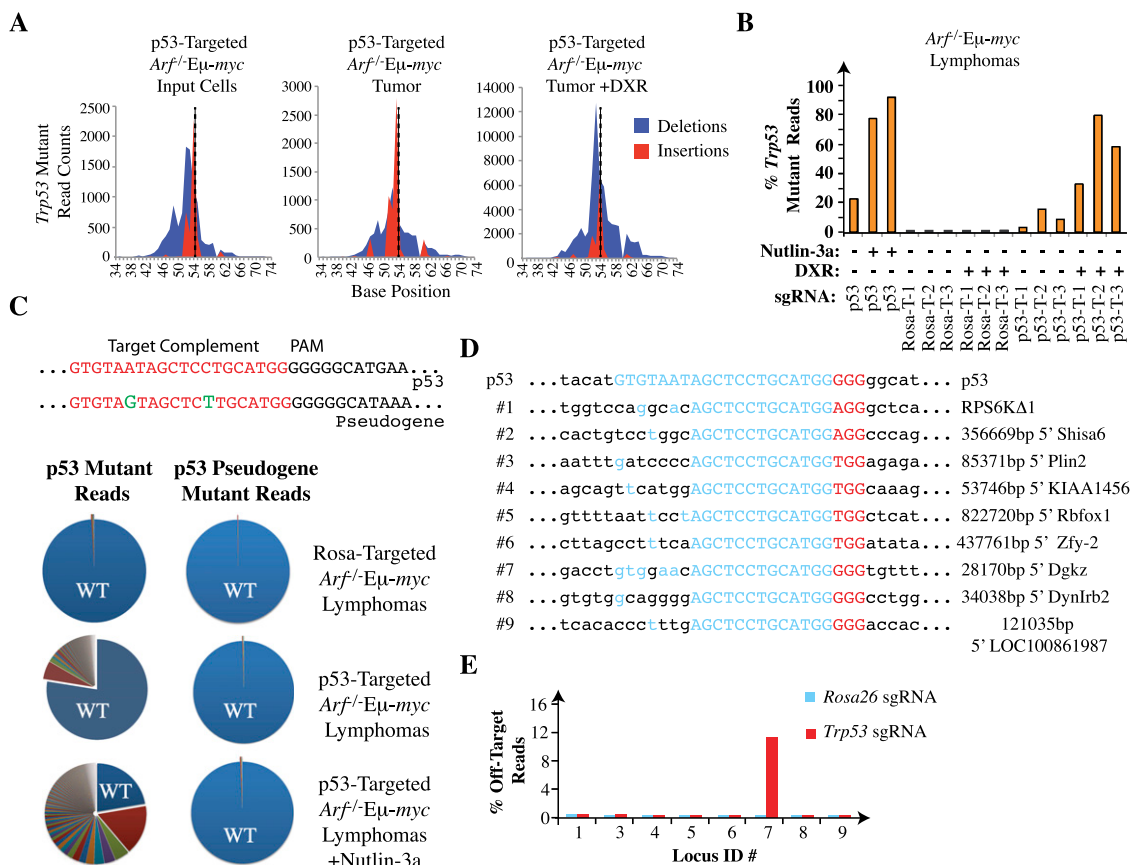 A
p53-Targeted
Arf-/-Eμ-myc
Input Cells
p53-Targeted
Arf-/-Eμ-myc
Tumor
p53-Targeted
Arf-/-Eμ-myc
Tumor +DXR
Trp53 Mutant
Read Counts
2500
2000
1500
1000
500
0
3000
2500
2000
1500
1000
500
0
14000
12000
10000
8000
6000
4000
2000
0
Deletions
Insertions
34 38 42 46 50 54 58 62 66 70 74
34 38 42 46 50 54 58 62 66 70 74
34 38 42 46 50 54 58 62 66 70 74
Base Position
B
Arf-/-Eμ-myc
Lymphomas
% Trp53
Mutant Reads
100
80
60
40
20
0
Nutlin-3a: - + + - - - - - - - - - - - -
DXR: - - - - - - + + + - - - + + +
sgRNA: p53 p53 p53 Rosa-T-1 Rosa-T-2 Rosa-T-3 Rosa-T-1 Rosa-T-2 Rosa-T-3 p53-T-1 p53-T-2 p53-T-3 p53-T-1 p53-T-2 p53-T-3
C
Target Complement PAM
...GTGTAATAGCTCCTGCATGGGGGGCATGAA...
p53
...GTGTAGTAGCTCTTGCATGGGGGGCATAAA...
Pseudogene
p53 Mutant
Reads
p53 Pseudogene
Mutant Reads
WT
WT
Rosa-Targeted
Arf-/-Eμ-myc
Lymphomas
WT
WT
p53-Targeted
Arf-/-Eμ-myc
Lymphomas
WT
WT
p53-Targeted
Arf-/-Eμ-myc
Lymphomas
+Nutlin-3a
D
p53 ...tacatGTGTAATAGCTCCTGCATGGGGGggcat... p53
#1 ...tggtccaggcacAGCTCCTGCATGGAGGgctca... RPS6KΔ1
#2 ...cactgtcctggcAGCTCCTGCATGGAGGcccag... 356669bp 5' Shisa6
#3 ...aatttgatccccAGCTCCTGCATGGTGGagaga... 85371bp 5' Plin2
#4 ...agcagttcatggAGCTCCTGCATGGTGGcaaag... 53746bp 5' KIAA1456
#5 ...gttttaattcctAGCTCCTGCATGGTGGctcat... 822720bp 5' Rbfox1
#6 ...cttagcctttcaAGCTCCTGCATGGTGGatata... 437761bp 5' Zfy-2
#7 ...gacctgtggaacAGCTCCTGCATGGGGGtgttt... 28170bp 5' Dgkz
#8 ...gtgtggcaggggAGCTCCTGCATGGGGGcctgg... 34038bp 5' DynIrb2
#9 ...tcacaccctttgAGCTCCTGCATGGGGGaccac... 121035bp
5' LOC100861987
E
% Off-Target
Reads
16
12
8
4
0
Rosa26 sgRNA
Trp53 sgRNA
1 3 4 5 6 7 8 9
Locus ID #